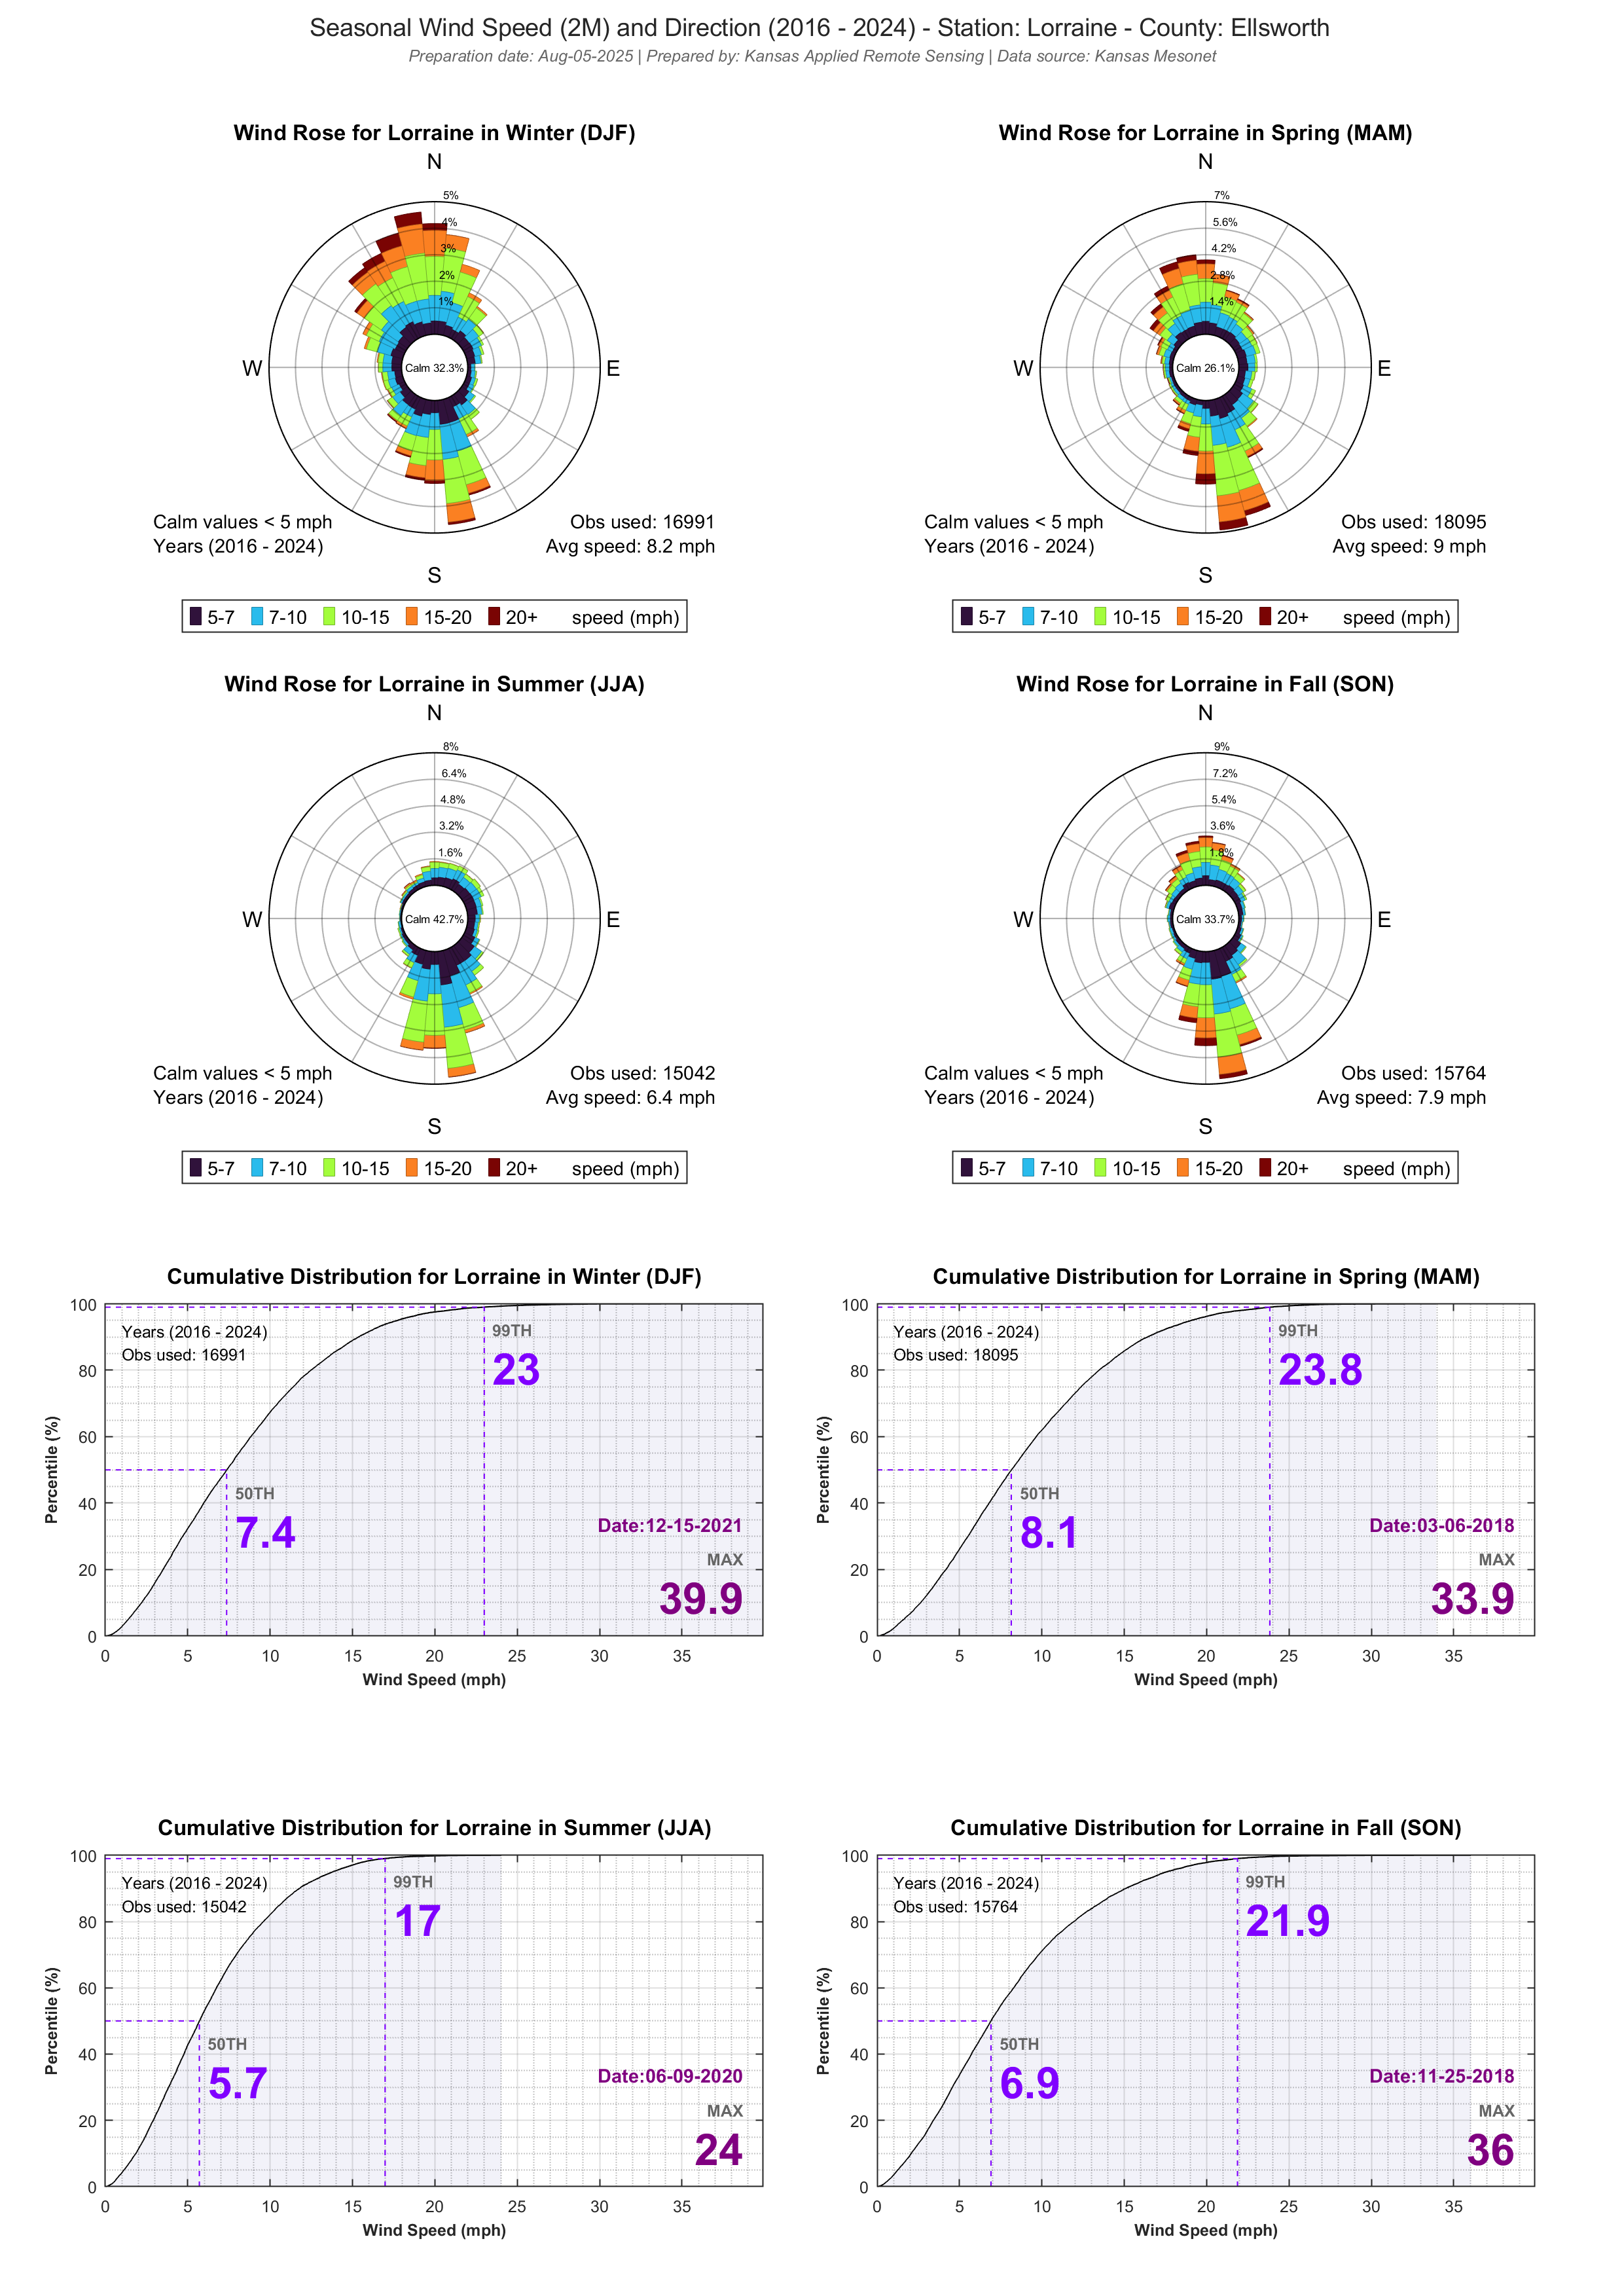 Seasonal Wind Speed (2M) and Direction (2016 - 2024) - Station: Lorraine - County: Ellsworth
Preparation date: Aug-05-2025 | Prepared by: Kansas Applied Remote Sensing | Data source: Kansas Mesonet
Wind Rose for Lorraine in Winter (DJF)
N
5%
4%
3%
2%
1%
W
Calm 32.3%
E
Calm values < 5 mph
Years (2016 - 2024)
Obs used: 16991
Avg speed: 8.2 mph
S
5-7 7-10 10-15 15-20 20+ speed (mph)
Wind Rose for Lorraine in Spring (MAM)
N
7%
5.6%
4.2%
2.8%
1.4%
W
Calm 26.1%
E
Calm values < 5 mph
Years (2016 - 2024)
Obs used: 18095
Avg speed: 9 mph
S
5-7 7-10 10-15 15-20 20+ speed (mph)
Wind Rose for Lorraine in Summer (JJA)
N
8%
6.4%
4.8%
3.2%
1.6%
W
Calm 42.7%
E
Calm values < 5 mph
Years (2016 - 2024)
Obs used: 15042
Avg speed: 6.4 mph
S
5-7 7-10 10-15 15-20 20+ speed (mph)
Wind Rose for Lorraine in Fall (SON)
N
9%
7.2%
5.4%
3.6%
1.8%
W
Calm 33.7%
E
Calm values < 5 mph
Years (2016 - 2024)
Obs used: 15764
Avg speed: 7.9 mph
S
5-7 7-10 10-15 15-20 20+ speed (mph)
Cumulative Distribution for Lorraine in Winter (DJF)
Percentile (%)
100
80
60
40
20
0
Years (2016 - 2024)
Obs used: 16991
99TH
23
50TH
7.4
Date:12-15-2021
MAX
39.9
0 5 10 15 20 25 30 35
Wind Speed (mph)
Cumulative Distribution for Lorraine in Spring (MAM)
Percentile (%)
100
80
60
40
20
0
Years (2016 - 2024)
Obs used: 18095
99TH
23.8
50TH
8.1
Date:03-06-2018
MAX
33.9
0 5 10 15 20 25 30 35
Wind Speed (mph)
Cumulative Distribution for Lorraine in Summer (JJA)
Percentile (%)
100
80
60
40
20
0
Years (2016 - 2024)
Obs used: 15042
99TH
17
50TH
5.7
Date:06-09-2020
MAX
24
0 5 10 15 20 25 30 35
Wind Speed (mph)
Cumulative Distribution for Lorraine in Fall (SON)
Percentile (%)
100
80
60
40
20
0
Years (2016 - 2024)
Obs used: 15764
99TH
21.9
50TH
6.9
Date:11-25-2018
MAX
36
0 5 10 15 20 25 30 35
Wind Speed (mph)